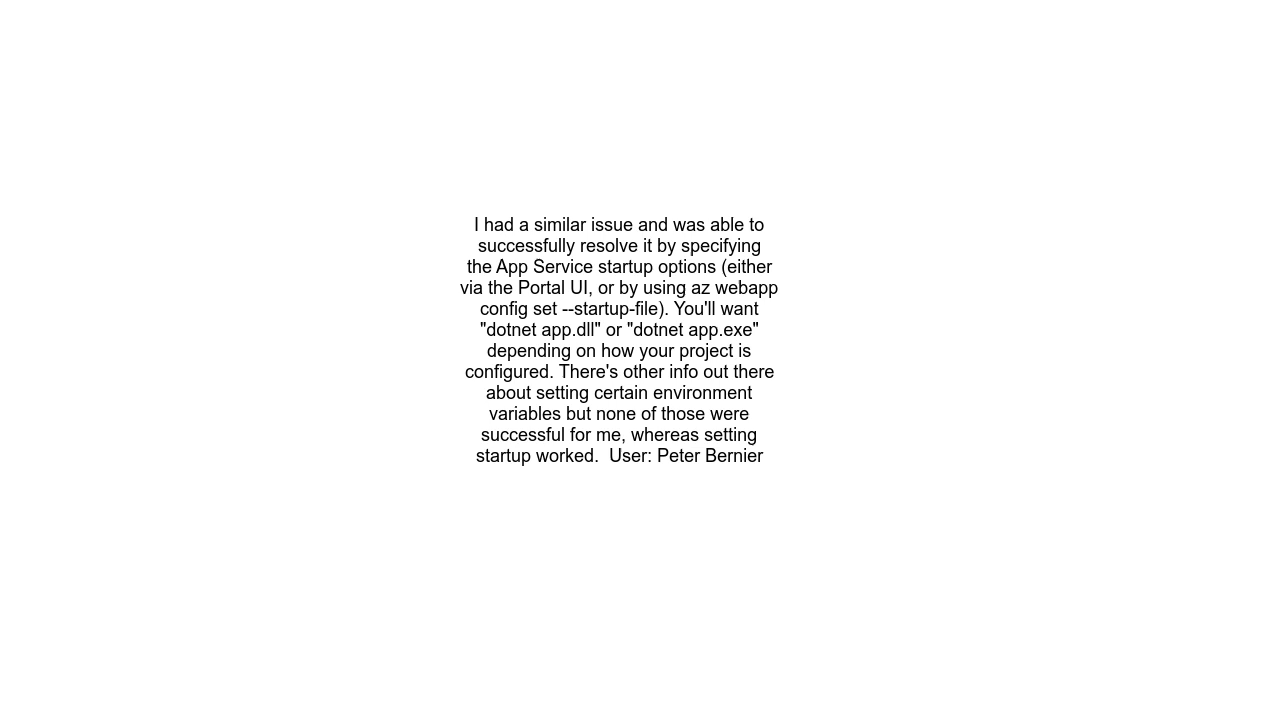 I had a similar issue and was able to
successfully resolve it by specifying
the App Service startup options (either
via the Portal UI, or by using az webapp
config set --startup-file). You'll want
"dotnet app.dll" or "dotnet app.exe"
depending on how your project is
configured. There's other info out there
about setting certain environment
variables but none of those were
successful for me, whereas setting
startup worked.  User: Peter Bernier